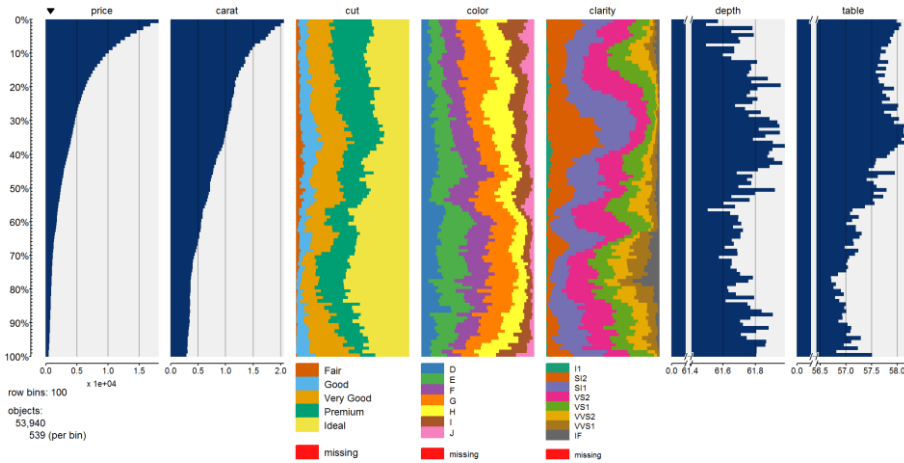 price carat cut color clarity depth table
0%
10%
20%
30%
40%
50%
60%
70%
80%
90%
100%
0.0 0.5 1.0 1.5 0.0 0.5 1.0 1.5 2.0 0.0 61.4 61.6 61.8 0.0 56.5 57.0 57.5 58.0
x 1e+04
row bins: 100
objects:
53,940
539 (per bin)
Fair
Good
Very Good
Premium
Ideal
missing
D
E
F
G
H
I
J
missing
I1
SI2
SI1
VS2
VS1
VVS2
VVS1
IF
missing